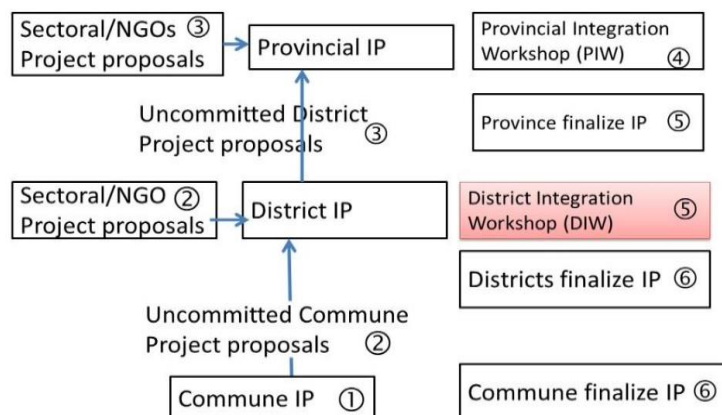 Sectoral/NGOs ③
Project proposals
Provincial IP
Provincial Integration
Workshop (PIW) ④
Uncommitted District
Project proposals ③
Province finalize IP ⑤
Sectoral/NGO ②
Project proposals
District IP
District Integration
Workshop (DIW) ⑤
Districts finalize IP ⑥
Uncommitted Commune
Project proposals ②
Commune IP ①
Commune finalize IP ⑥